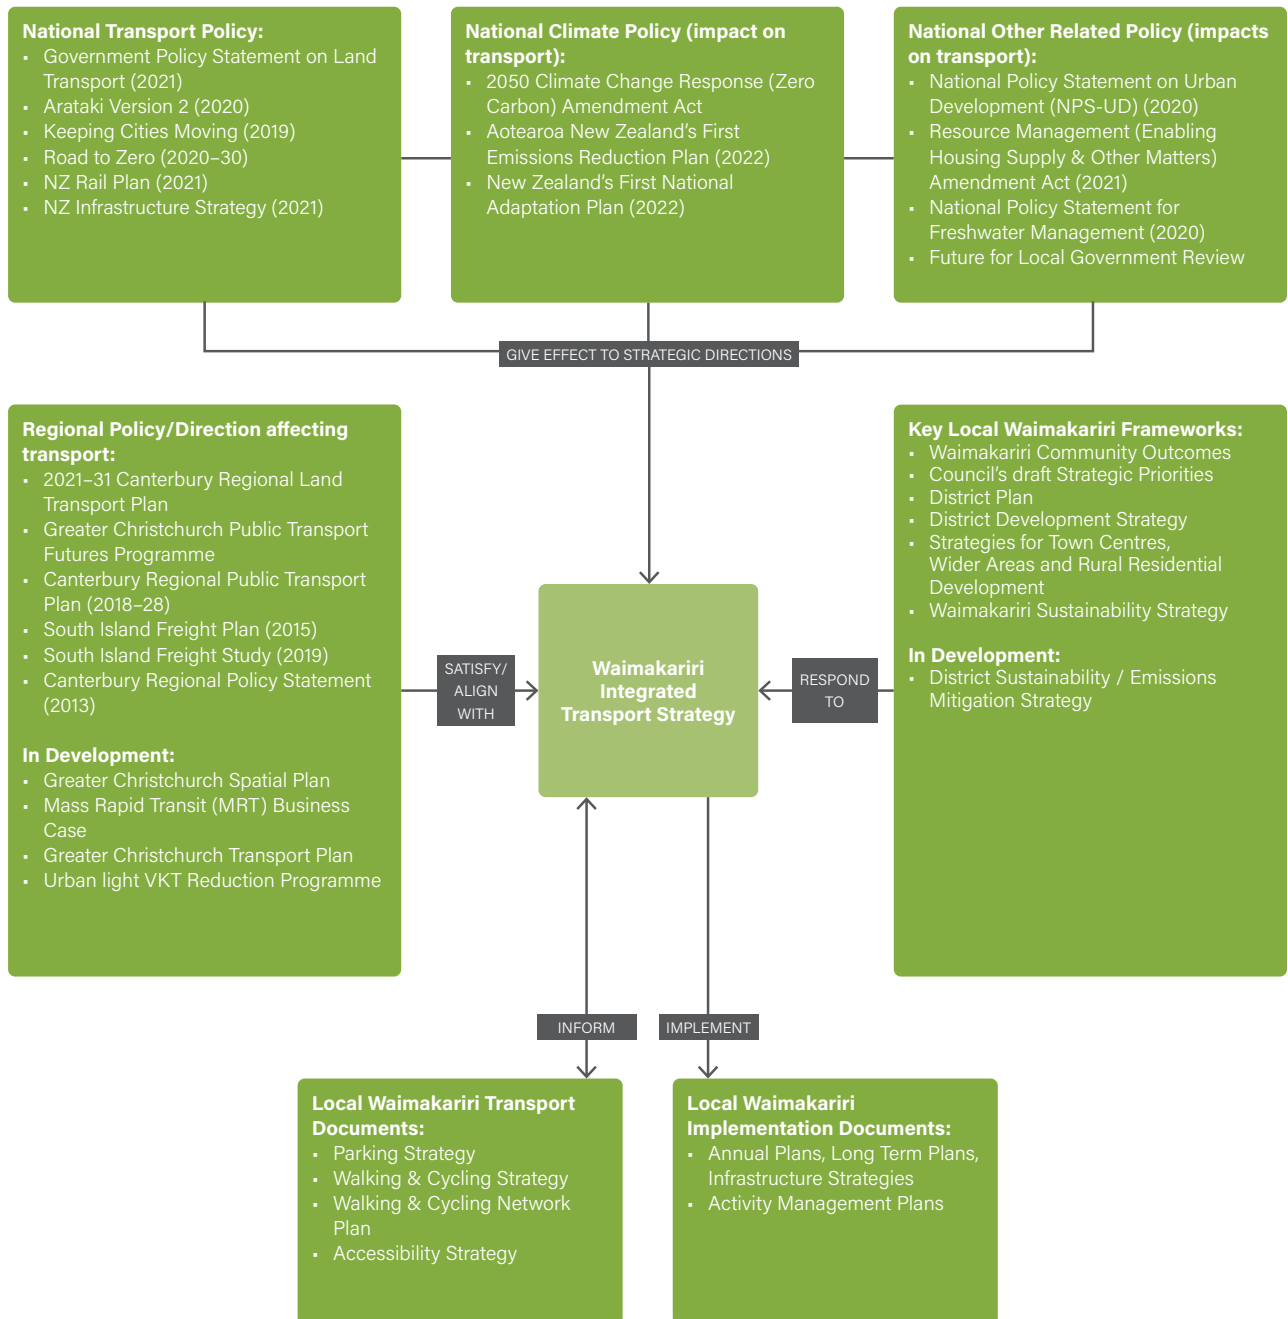 National Transport Policy:
▪ Government Policy Statement on Land
Transport (2021)
▪ Arataki Version 2 (2020)
▪ Keeping Cities Moving (2019)
▪ Road to Zero (2020–30)
▪ NZ Rail Plan (2021)
▪ NZ Infrastructure Strategy (2021)
National Climate Policy (impact on
transport):
▪ 2050 Climate Change Response (Zero
Carbon) Amendment Act
▪ Aotearoa New Zealand’s First
Emissions Reduction Plan (2022)
▪ New Zealand’s First National
Adaptation Plan (2022)
National Other Related Policy (impacts
on transport):
▪ National Policy Statement on Urban
Development (NPS-UD) (2020)
▪ Resource Management (Enabling
Housing Supply & Other Matters)
Amendment Act (2021)
▪ National Policy Statement for
Freshwater Management (2020)
▪ Future for Local Government Review
GIVE EFFECT TO STRATEGIC DIRECTIONS
Regional Policy/Direction affecting
transport:
▪ 2021–31 Canterbury Regional Land
Transport Plan
▪ Greater Christchurch Public Transport
Futures Programme
▪ Canterbury Regional Public Transport
Plan (2018–28)
▪ South Island Freight Plan (2015)
▪ South Island Freight Study (2019)
▪ Canterbury Regional Policy Statement
(2013)
In Development:
▪ Greater Christchurch Spatial Plan
▪ Mass Rapid Transit (MRT) Business
Case
▪ Greater Christchurch Transport Plan
▪ Urban light VKT Reduction Programme
SATISFY/
ALIGN
WITH
Waimakariri
Integrated
Transport Strategy
RESPOND
TO
Key Local Waimakariri Frameworks:
▪ Waimakariri Community Outcomes
▪ Council’s draft Strategic Priorities
▪ District Plan
▪ District Development Strategy
▪ Strategies for Town Centres,
Wider Areas and Rural Residential
Development
▪ Waimakariri Sustainability Strategy
In Development:
▪ District Sustainability / Emissions
Mitigation Strategy
INFORM
IMPLEMENT
Local Waimakariri Transport
Documents:
▪ Parking Strategy
▪ Walking & Cycling Strategy
▪ Walking & Cycling Network
Plan
▪ Accessibility Strategy
Local Waimakariri
Implementation Documents:
▪ Annual Plans, Long Term Plans,
Infrastructure Strategies
▪ Activity Management Plans